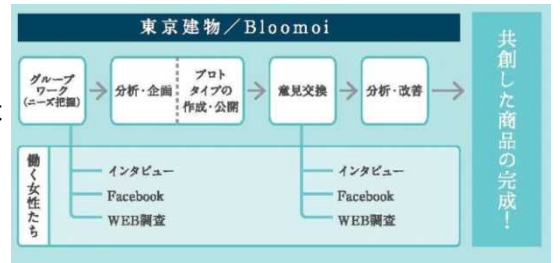 東京建物／Bloomoi
グループ
ワーク
(ニーズ把握)
分析・企画
プロト
タイプの
作成・公開
意見交換
分析・改善
共創した商品の完成！
働く女性たち
インタビュー
Facebook
WEB調査
インタビュー
Facebook
WEB調査